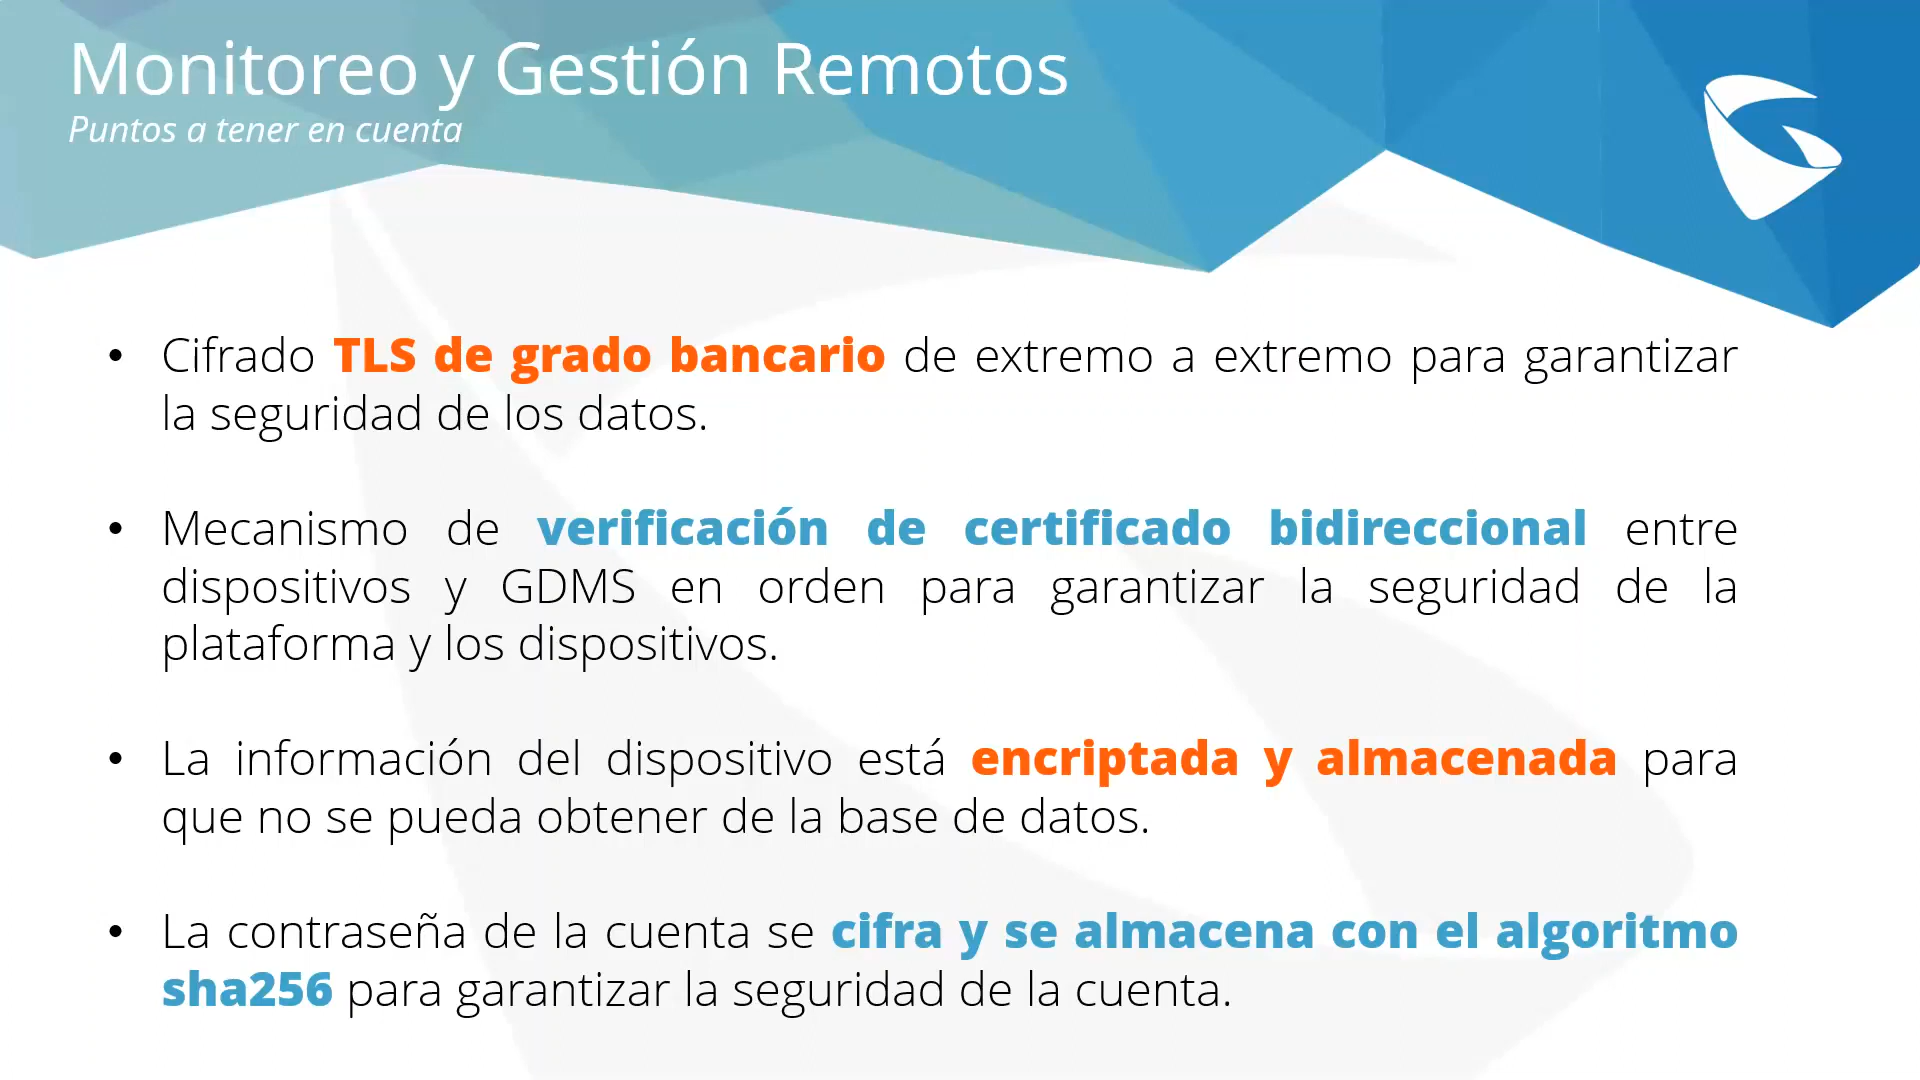 Monitoreo y Gestión Remotos
Puntos a tener en cuenta
• Cifrado TLS de grado bancario de extremo a extremo para garantizar
la seguridad de los datos.
• Mecanismo de verificación de certificado bidireccional entre
dispositivos y GDMS en orden para garantizar la seguridad de la
plataforma y los dispositivos.
• La información del dispositivo está encriptada y almacenada para
que no se pueda obtener de la base de datos.
• La contraseña de la cuenta se cifra y se almacena con el algoritmo
sha256 para garantizar la seguridad de la cuenta.